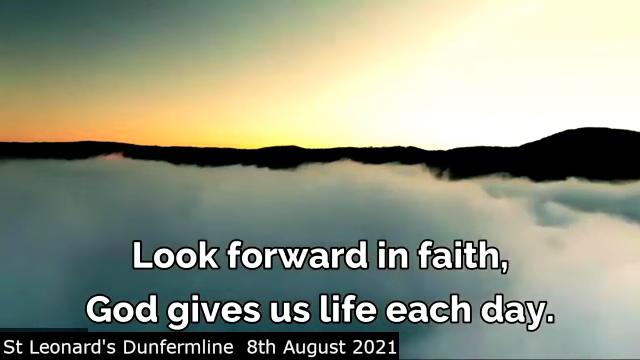 Look forward in faith,
God gives us life each day.
St Leonard's Dunfermline  8th August 2021